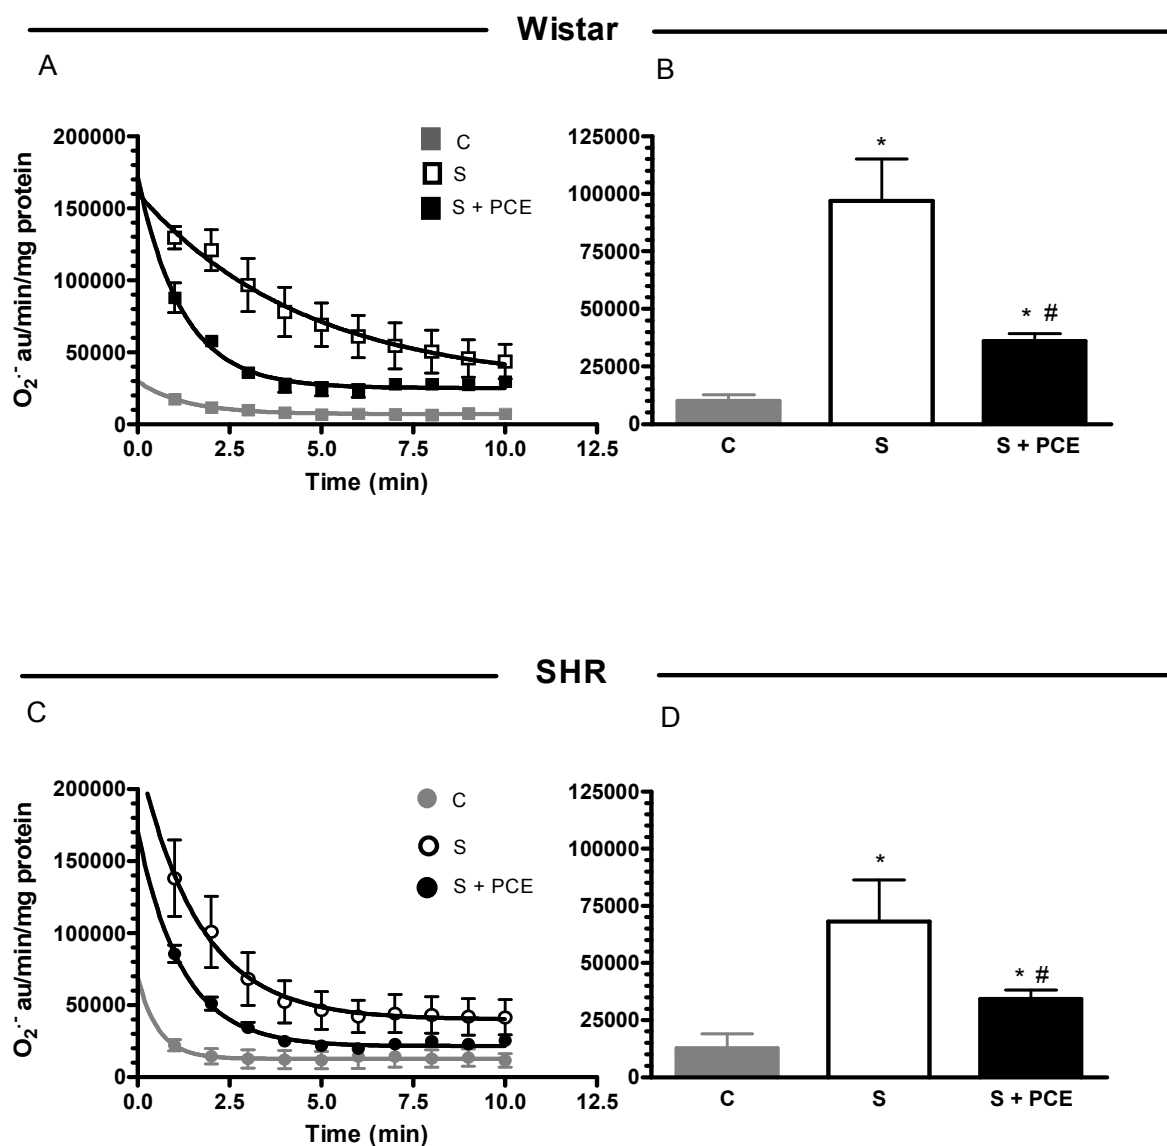 Wistar
A
O₂·⁻ au/min/mg protein
200000
150000
100000
50000
0
0.0 2.5 5.0 7.5 10.0 12.5
Time (min)
C
S
S + PCE
B
125000
100000
75000
50000
25000
0
*
* #
C S S + PCE
SHR
C
O₂·⁻ au/min/mg protein
200000
150000
100000
50000
0
0.0 2.5 5.0 7.5 10.0 12.5
Time (min)
C
S
S + PCE
D
125000
100000
75000
50000
25000
0
*
* #
C S S + PCE